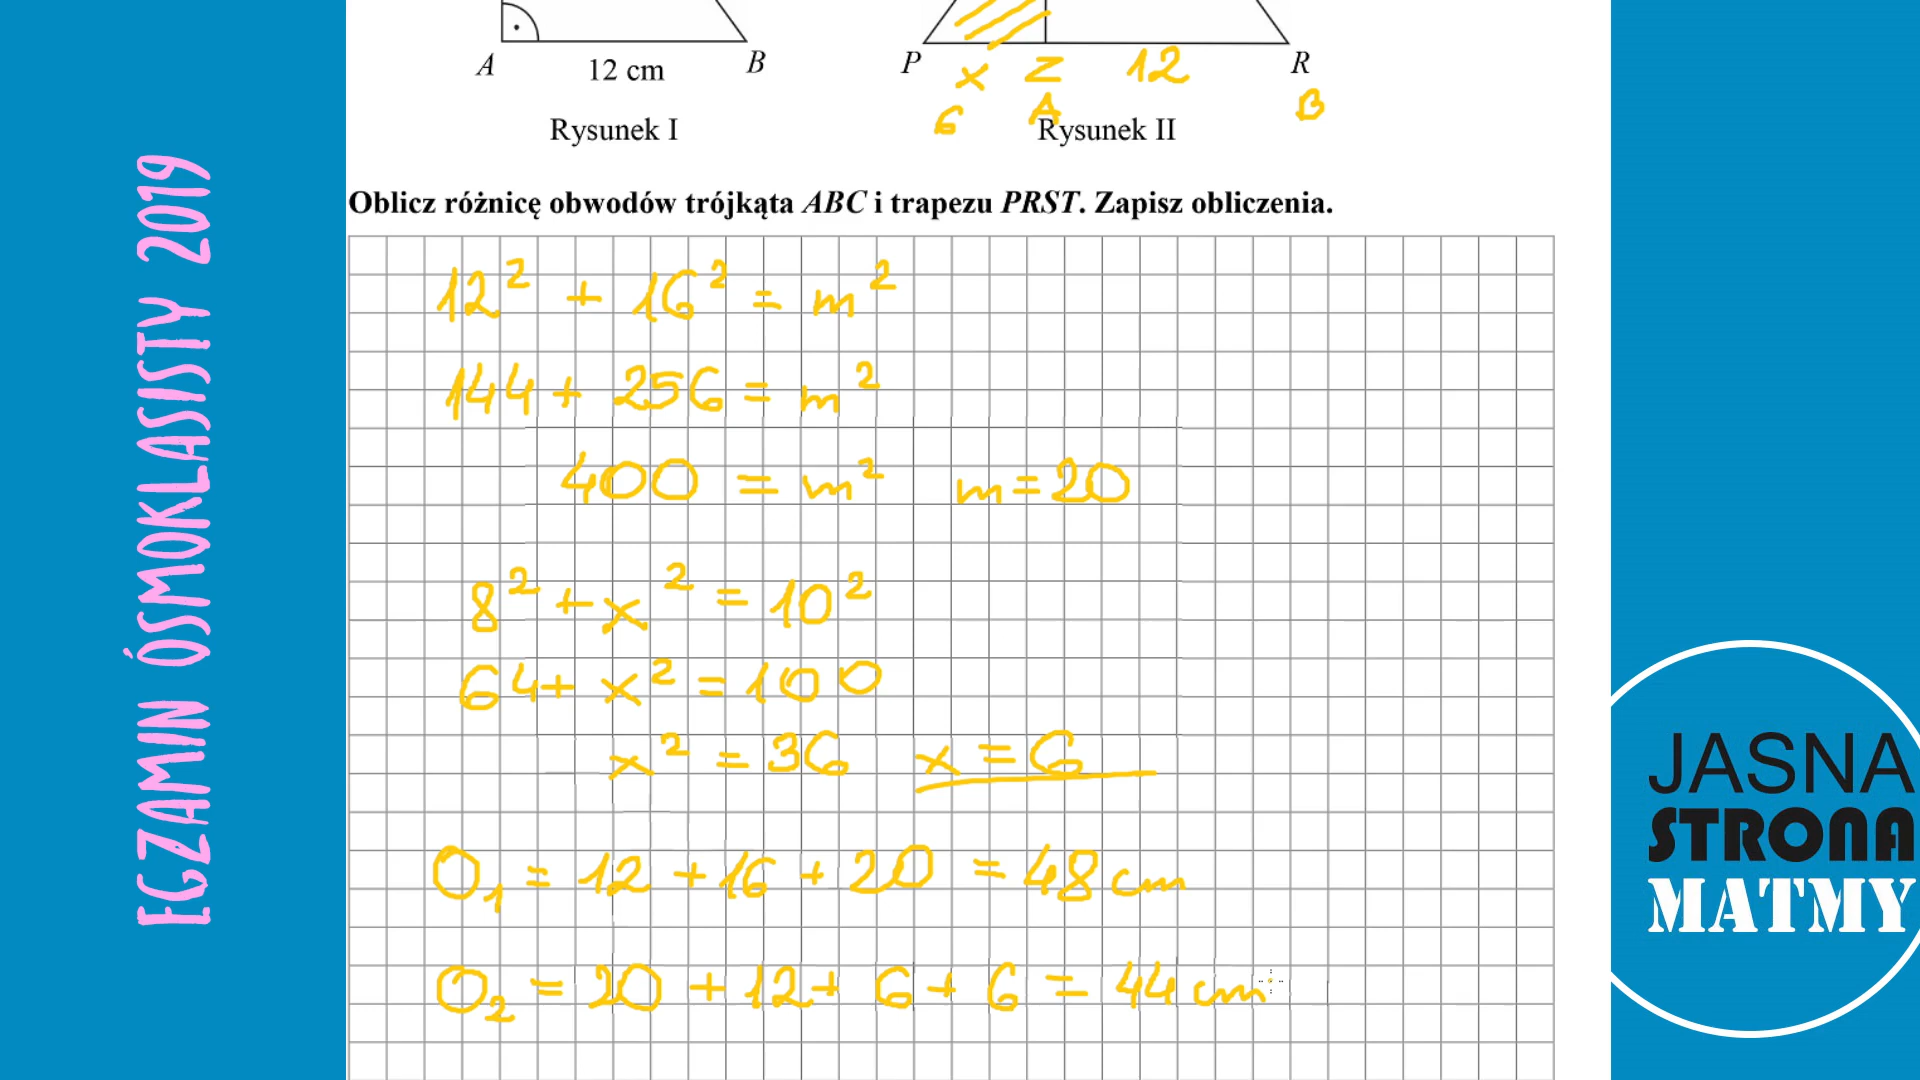 EGZAMIN ÓSMOKLASISTY 2019
A 12 cm B
P x Z 12 R
6 A B
Rysunek I Rysunek II
Oblicz różnicę obwodów trójkąta ABC i trapezu PRST. Zapisz obliczenia.
12² + 16² = m²
144 + 256 = m²
400 = m² m = 20
8² + x² = 10²
64 + x² = 100
x² = 36 x = 6
O₁ = 12 + 16 + 20 = 48 cm
O₂ = 20 + 12 + 6 + 6 = 44 cm
JASNA
STRONA
MATMY